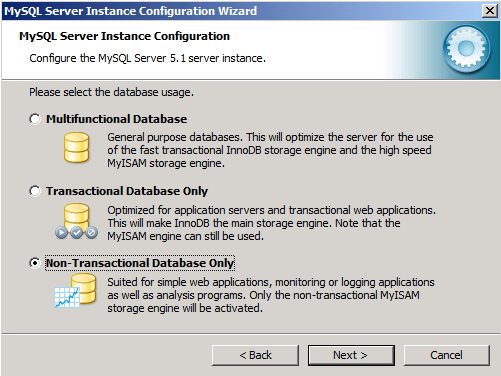 MySQL Server Instance Configuration Wizard
MySQL Server Instance Configuration
Configure the MySQL Server 5.1 server instance.
Please select the database usage.
Multifunctional Database
General purpose databases. This will optimize the server for the use
of the fast transactional InnoDB storage engine and the high speed
MyISAM storage engine.
Transactional Database Only
Optimized for application servers and transactional web applications.
This will make InnoDB the main storage engine. Note that the
MyISAM engine can still be used.
Non-Transactional Database Only
Suited for simple web applications, monitoring or logging applications
as well as analysis programs. Only the non-transactional MyISAM
storage engine will be activated.
< Back
Next >
Cancel